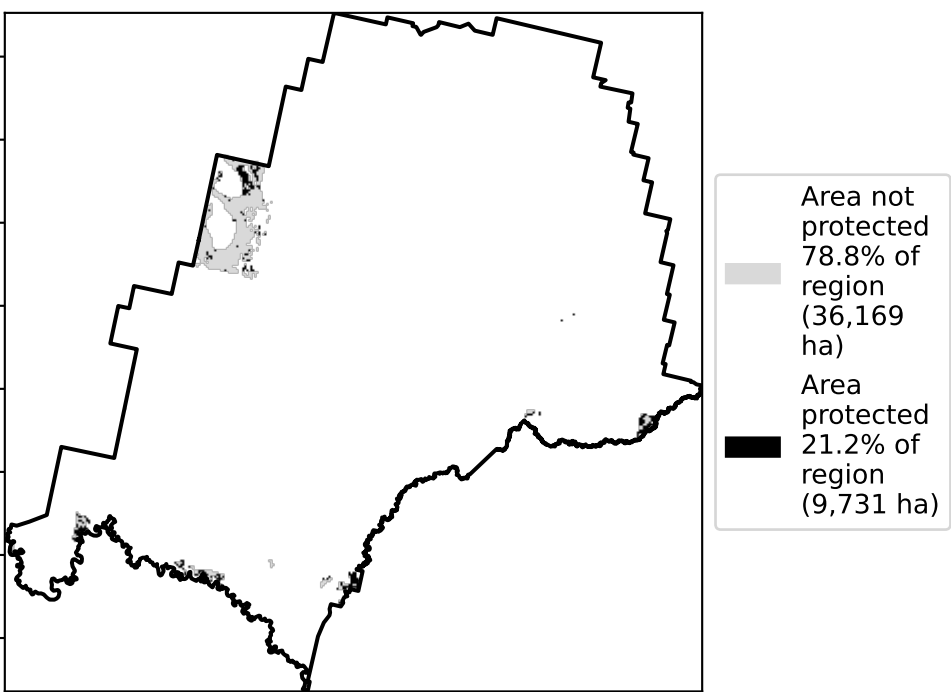 Area not
protected
78.8% of
region
(36,169
ha)
Area
protected
21.2% of
region
(9,731 ha)